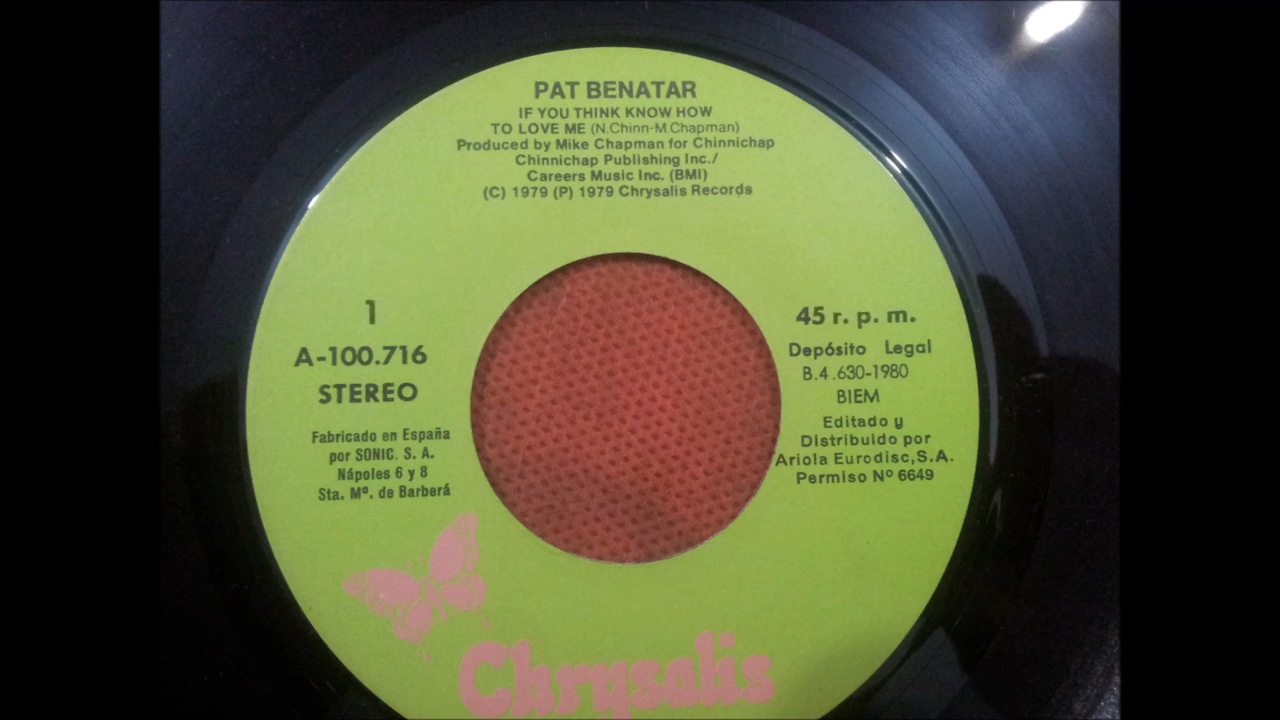 PAT BENATAR
IF YOU THINK KNOW HOW
TO LOVE ME (N.Chinn-M.Chapman)
Produced by Mike Chapman for Chinnichap
Chinnichap Publishing Inc./
Careers Music Inc. (BMI)
(C) 1979 (P) 1979 Chrysalis Records
1
A-100.716
STEREO
Fabricado en España
por SONIC. S. A.
Nápoles 6 y 8
Sta. Mª. de Barberá
45 r. p. m.
Depósito Legal
B.4.630-1980
BIEM
Editado y
Distribuido por
Ariola Eurodisc,S.A.
Permiso Nº 6649
Chrysalis